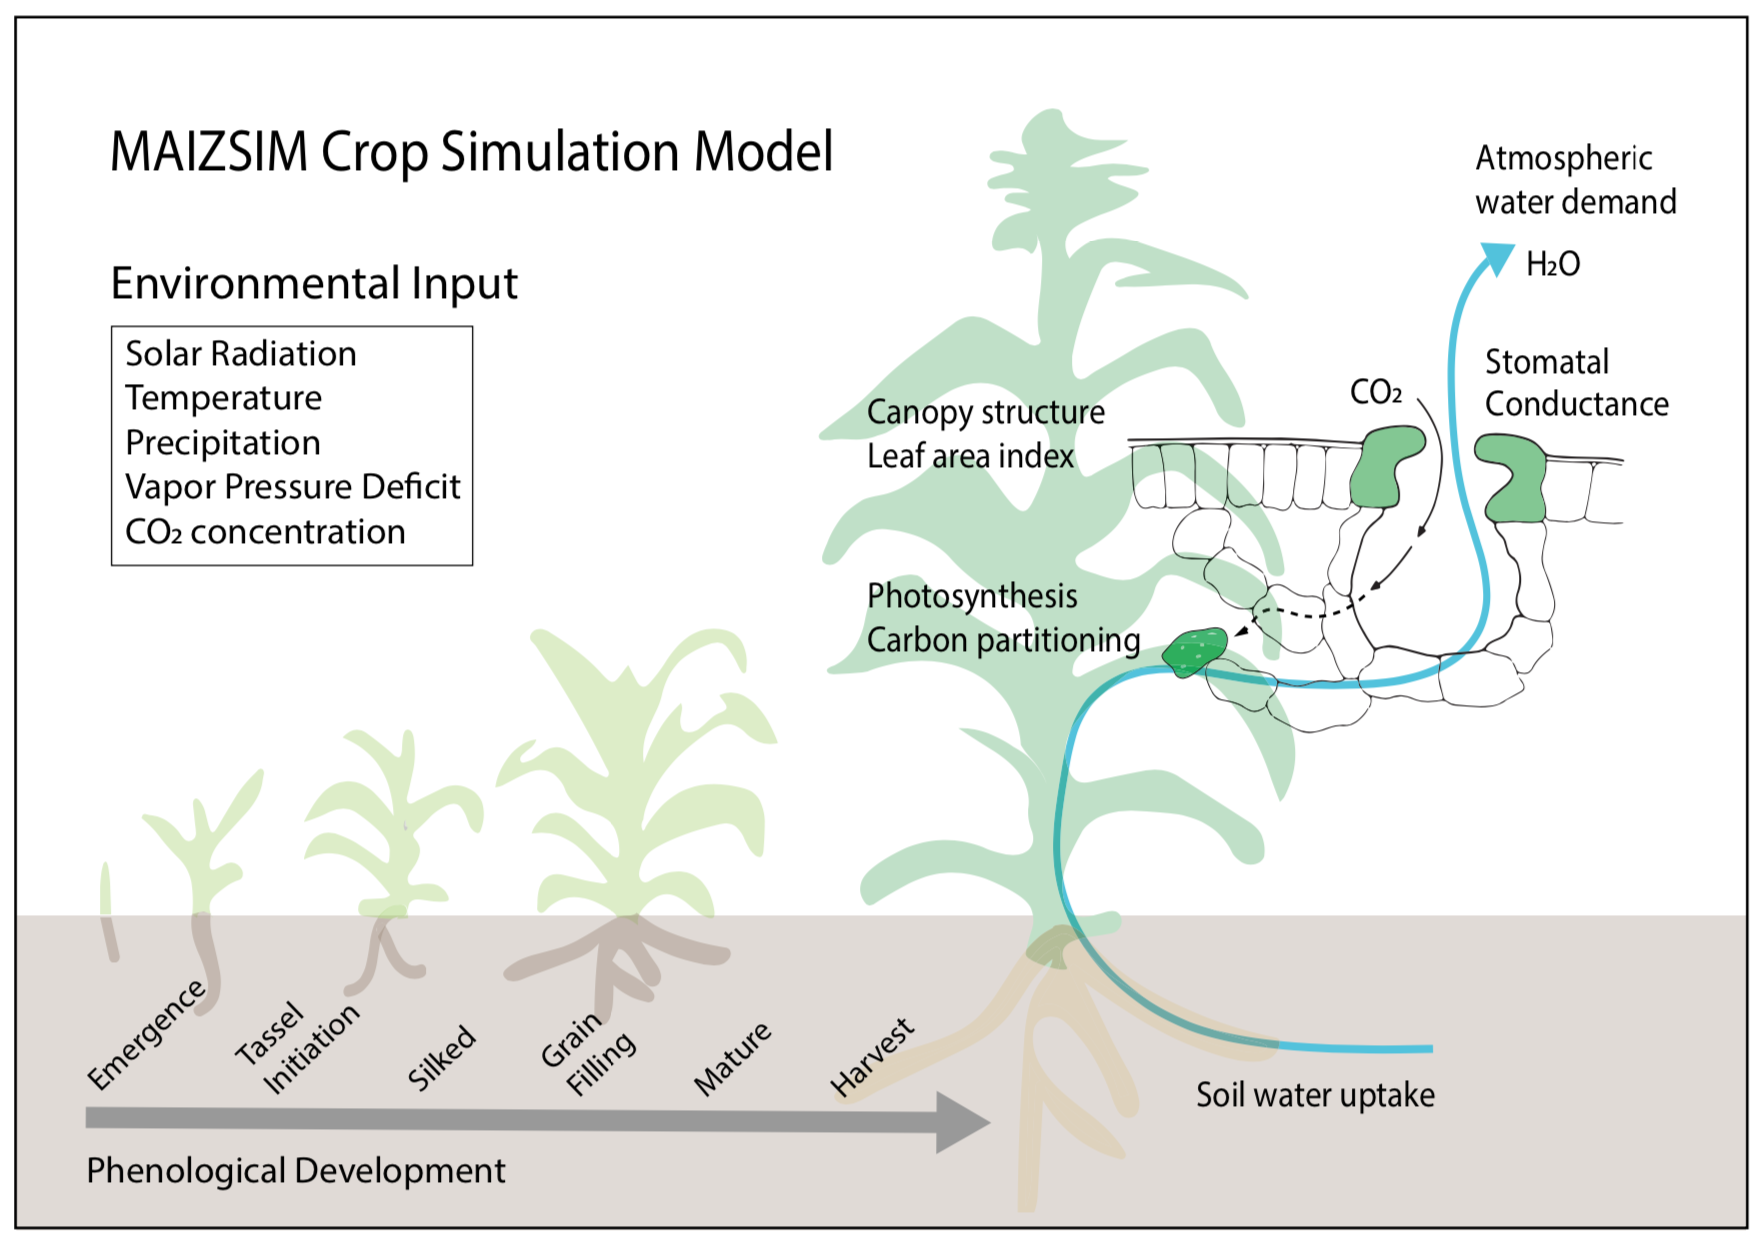 MAIZSIM Crop Simulation Model
Environmental Input
Solar Radiation
Temperature
Precipitation
Vapor Pressure Deficit
CO₂ concentration
Atmospheric
water demand
H₂O
Stomatal
Conductance
CO₂
Canopy structure
Leaf area index
Photosynthesis
Carbon partitioning
Emergence
Tassel
Initiation
Silked
Grain
Filling
Mature
Harvest
Soil water uptake
Phenological Development